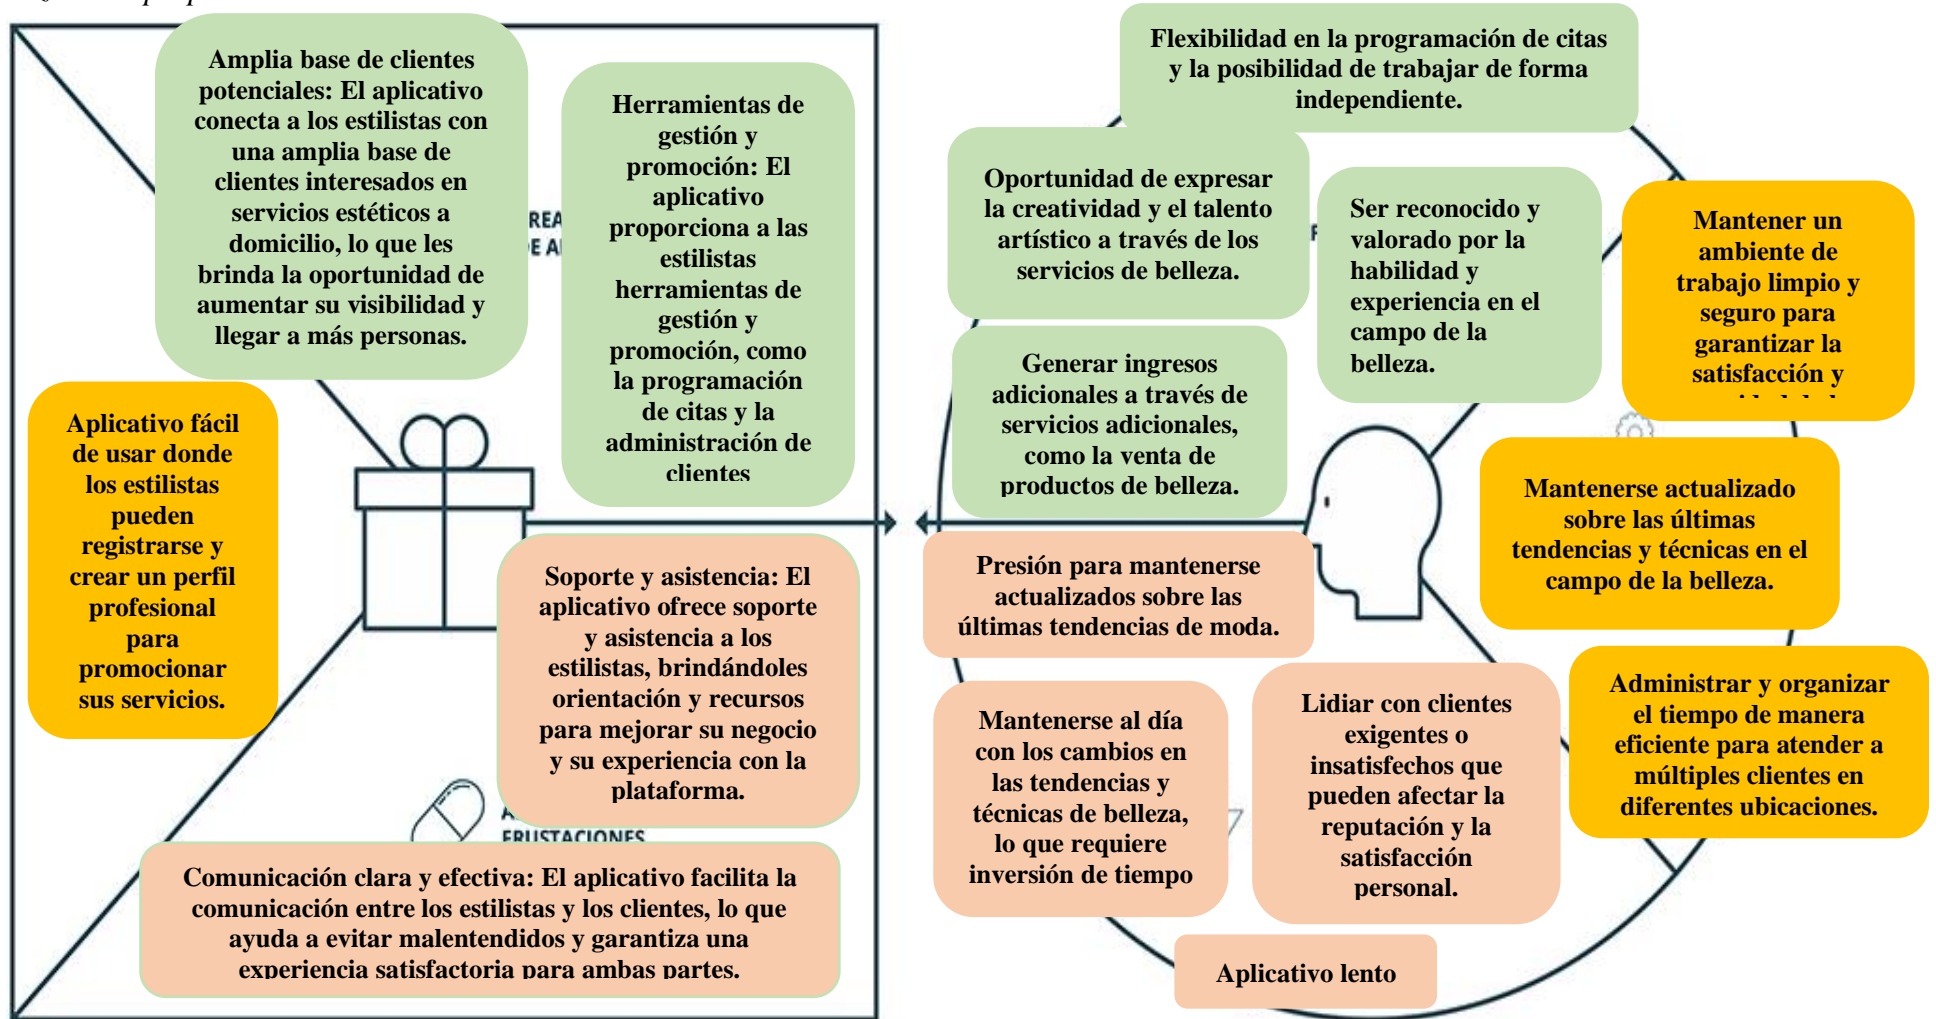 Amplia base de clientes
potenciales: El aplicativo
conecta a los estilistas con
una amplia base de
clientes interesados en
servicios estéticos a
domicilio, lo que les
brinda la oportunidad de
aumentar su visibilidad y
llegar a más personas.
Herramientas de
gestión y
promoción: El
aplicativo
proporciona a las
estilistas
herramientas de
gestión y
promoción, como
la programación
de citas y la
administración de
clientes
Aplicativo fácil
de usar donde
los estilistas
pueden
registrarse y
crear un perfil
profesional
para
promocionar
sus servicios.
Soporte y asistencia: El
aplicativo ofrece soporte
y asistencia a los
estilistas, brindándoles
orientación y recursos
para mejorar su negocio
y su experiencia con la
plataforma.
FRUSTACIONES
Comunicación clara y efectiva: El aplicativo facilita la
comunicación entre los estilistas y los clientes, lo que
ayuda a evitar malentendidos y garantiza una
experiencia satisfactoria para ambas partes.
Flexibilidad en la programación de citas
y la posibilidad de trabajar de forma
independiente.
Oportunidad de expresar
la creatividad y el talento
artístico a través de los
servicios de belleza.
Ser reconocido y
valorado por la
habilidad y
experiencia en el
campo de la
belleza.
Generar ingresos
adicionales a través de
servicios adicionales,
como la venta de
productos de belleza.
Mantener un
ambiente de
trabajo limpio y
seguro para
garantizar la
satisfacción y
Mantenerse actualizado
sobre las últimas
tendencias y técnicas en el
campo de la belleza.
Administrar y organizar
el tiempo de manera
eficiente para atender a
múltiples clientes en
diferentes ubicaciones.
Presión para mantenerse
actualizados sobre las
últimas tendencias de moda.
Mantenerse al día
con los cambios en
las tendencias y
técnicas de belleza,
lo que requiere
inversión de tiempo
Lidiar con clientes
exigentes o
insatisfechos que
pueden afectar la
reputación y la
satisfacción
personal.
Aplicativo lento